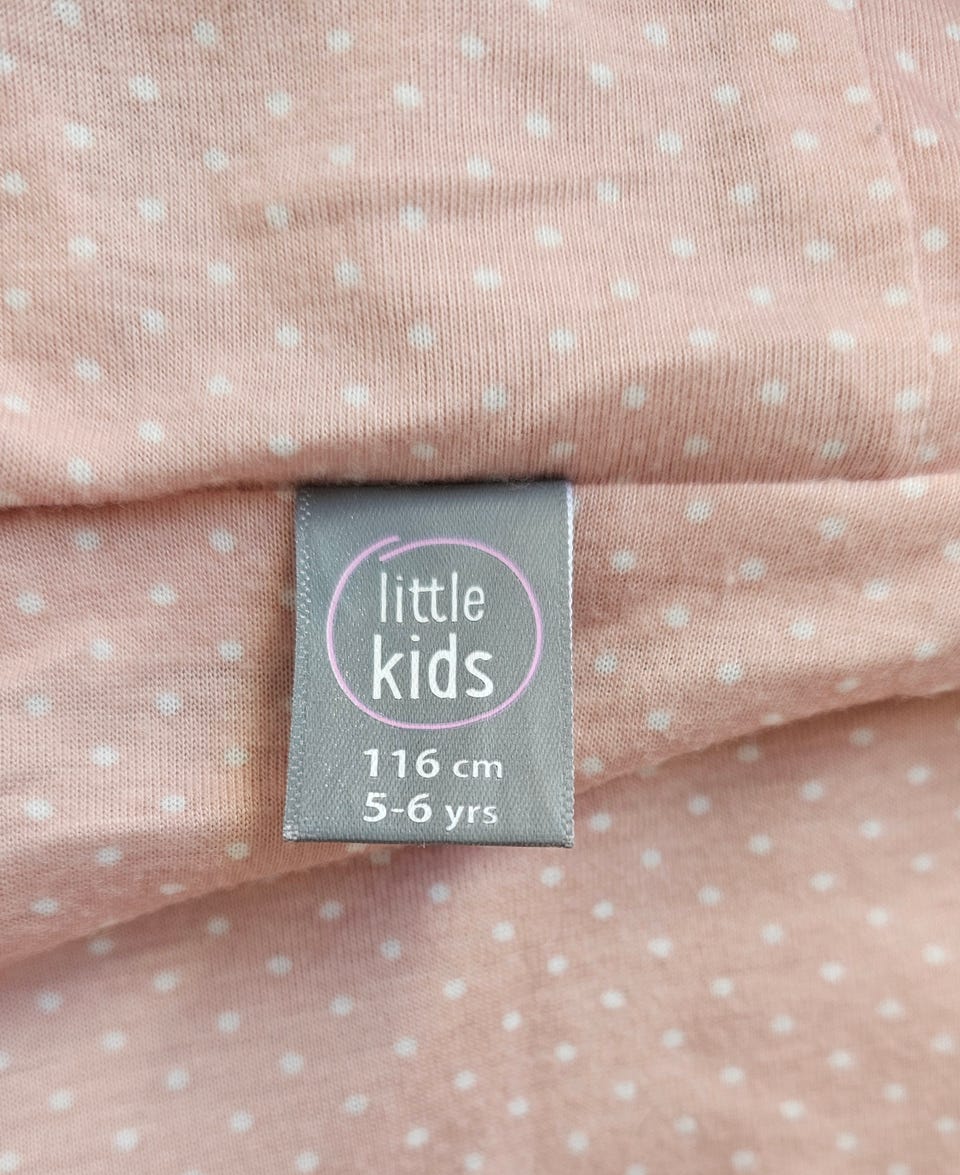 little
kids
116 cm
5-6 yrs